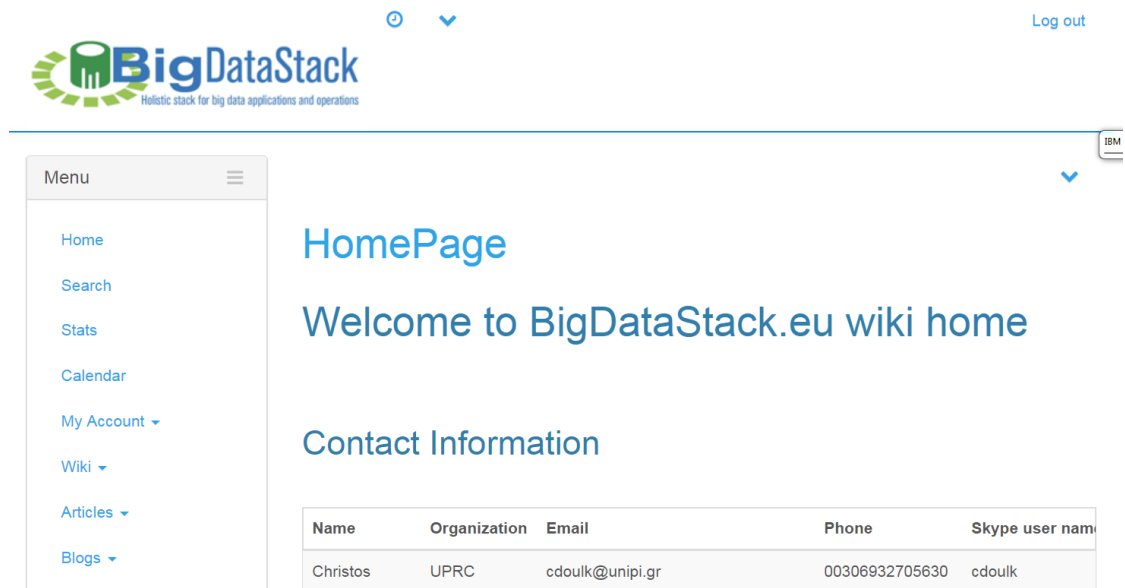 Log out
BigDataStack
Holistic stack for big data applications and operations
IBM
Menu
Home
Search
Stats
Calendar
My Account
Wiki
Articles
Blogs
HomePage
Welcome to BigDataStack.eu wiki home
Contact Information
Name Organization Email Phone Skype user name
Christos UPRC cdoulk@unipi.gr 00306932705630 cdoulk